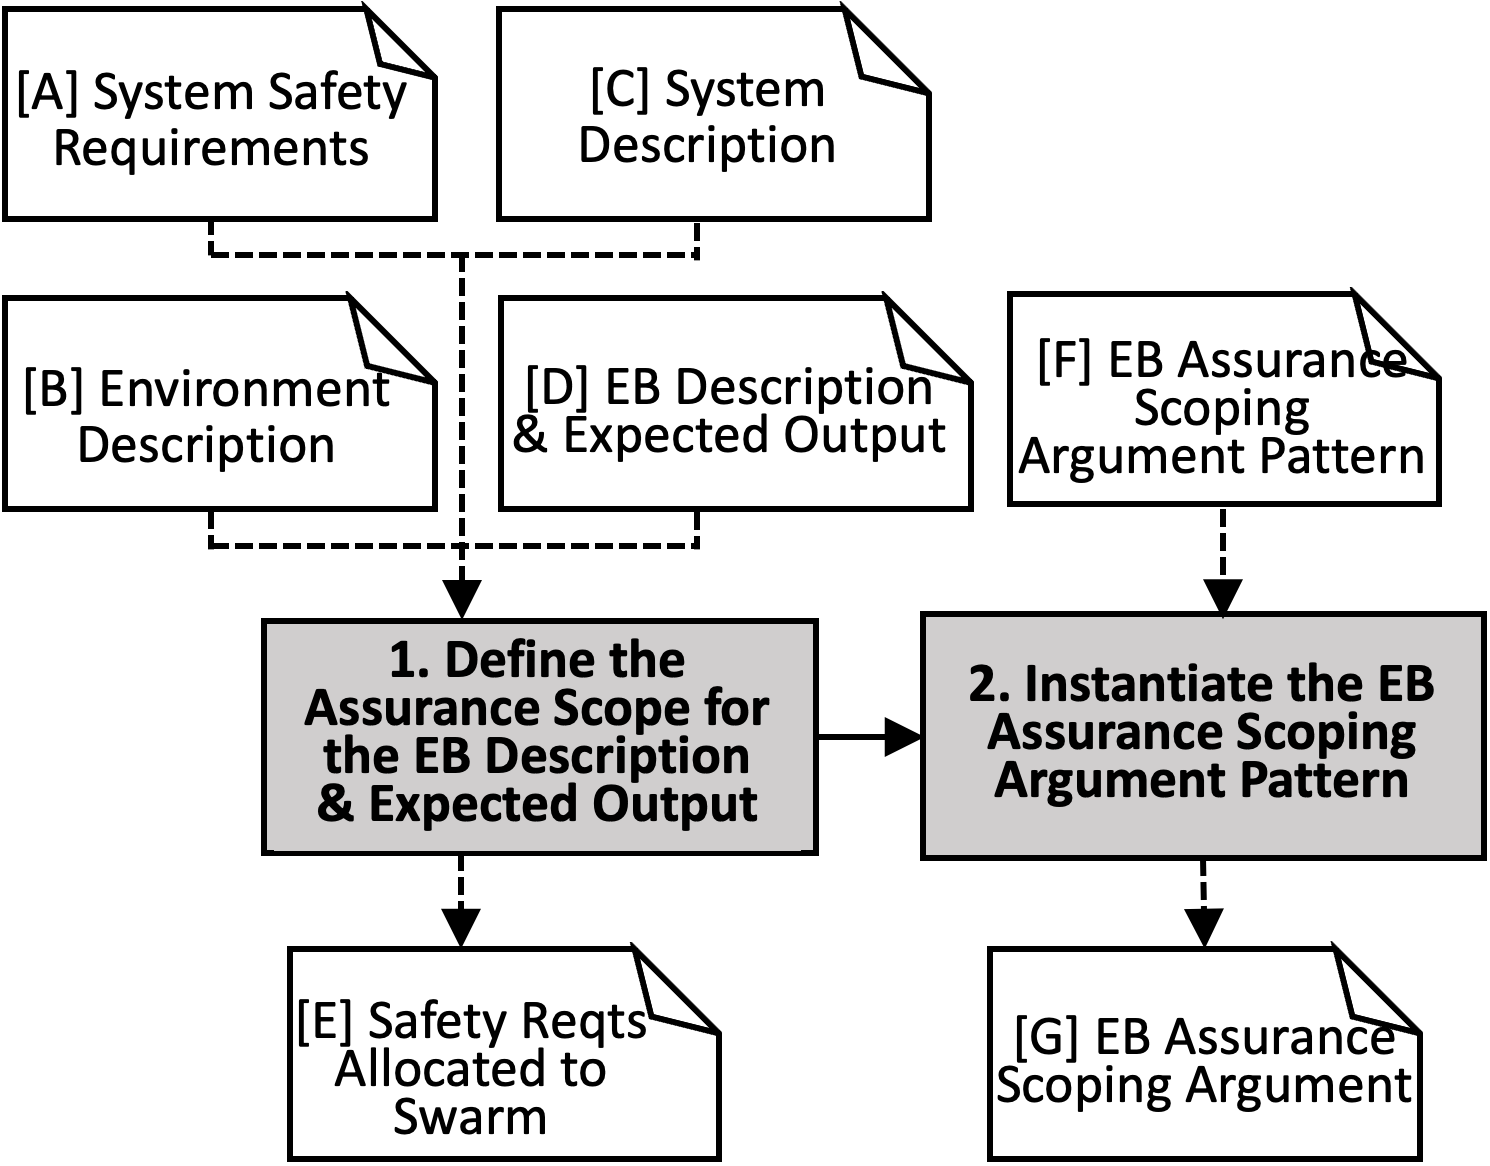 [A] System Safety
Requirements
[C] System
Description
[B] Environment
Description
[D] EB Description
& Expected Output
[F] EB Assurance
Scoping
Argument Pattern
1. Define the
Assurance Scope for
the EB Description
& Expected Output
2. Instantiate the EB
Assurance Scoping
Argument Pattern
[E] Safety Reqts
Allocated to
Swarm
[G] EB Assurance
Scoping Argument